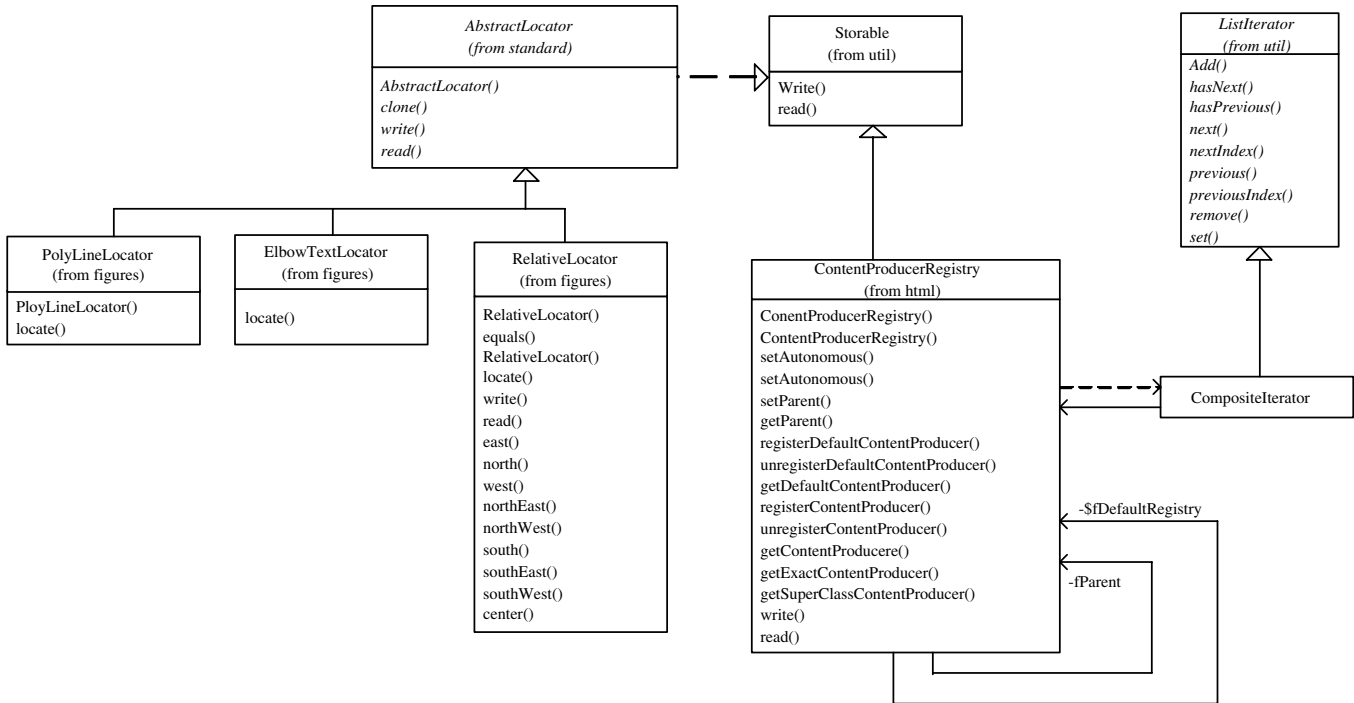 AbstractLocator
(from standard)
AbstractLocator()
clone()
write()
read()
Storable
(from util)
Write()
read()
ListIterator
(from util)
Add()
hasNext()
hasPrevious()
next()
nextIndex()
previous()
previousIndex()
remove()
set()
PolyLineLocator
(from figures)
PloyLineLocator()
locate()
ElbowTextLocator
(from figures)
locate()
RelativeLocator
(from figures)
RelativeLocator()
equals()
RelativeLocator()
locate()
write()
read()
east()
north()
west()
northEast()
northWest()
south()
southEast()
southWest()
center()
ContentProducerRegistry
(from html)
ConentProducerRegistry()
ContentProducerRegistry()
setAutonomous()
setAutonomous()
setParent()
getParent()
registerDefaultContentProducer()
unregisterDefaultContentProducer()
getDefaultContentProducer()
registerContentProducer()
unregisterContentProducer()
getContentProducere()
getExactContentProducer()
getSuperClassContentProducer()
write()
read()
CompositeIterator
-$fDefaultRegistry
-fParent